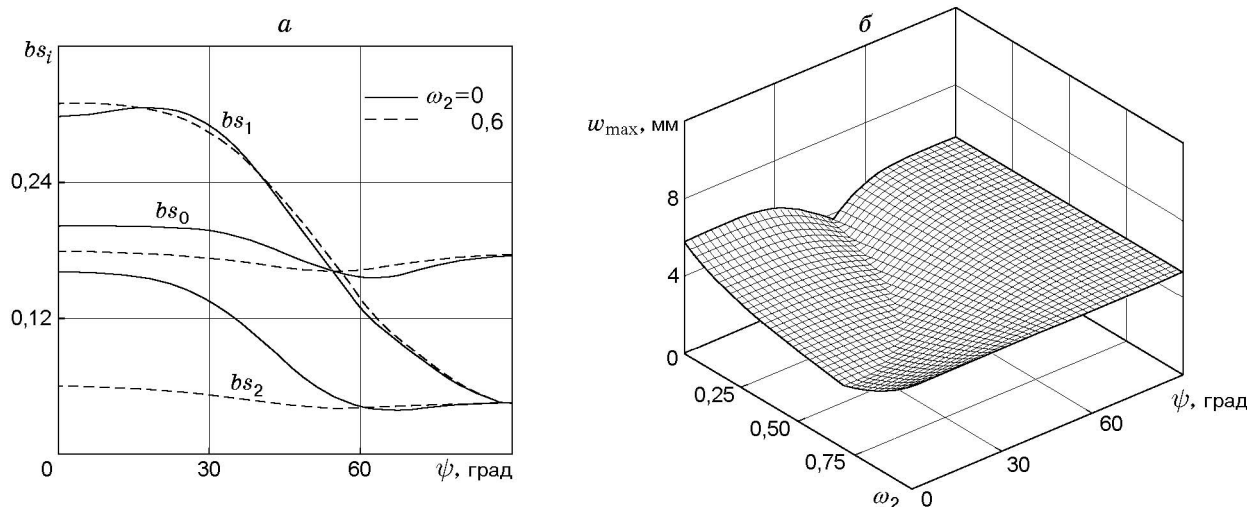 а
bs_i
ω₂=0
0,6
bs₁
0,24
bs₀
0,12
bs₂
0
30
60
ψ, град
б
w_max, мм
8
4
0
0,25
0,50
0,75
ω₂
0
30
60
ψ, град